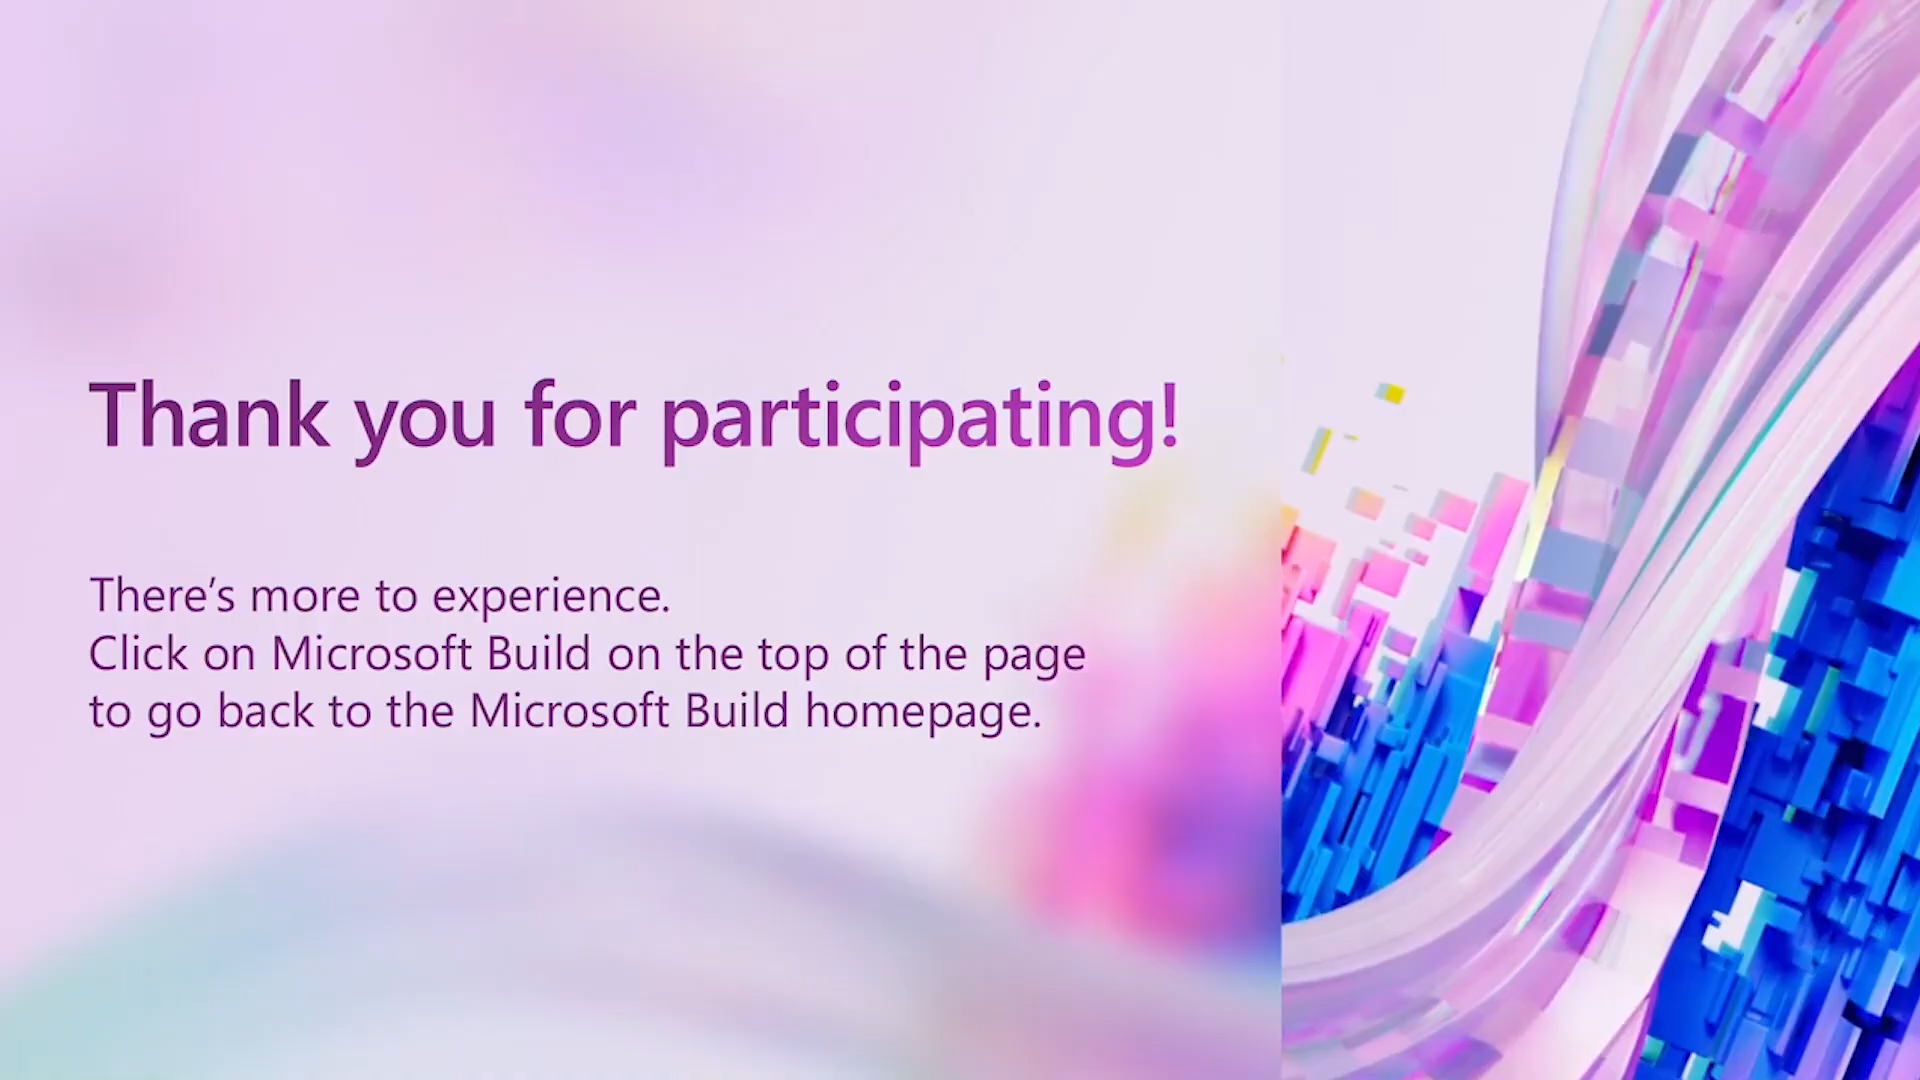 Thank you for participating!
There’s more to experience.
Click on Microsoft Build on the top of the page
to go back to the Microsoft Build homepage.